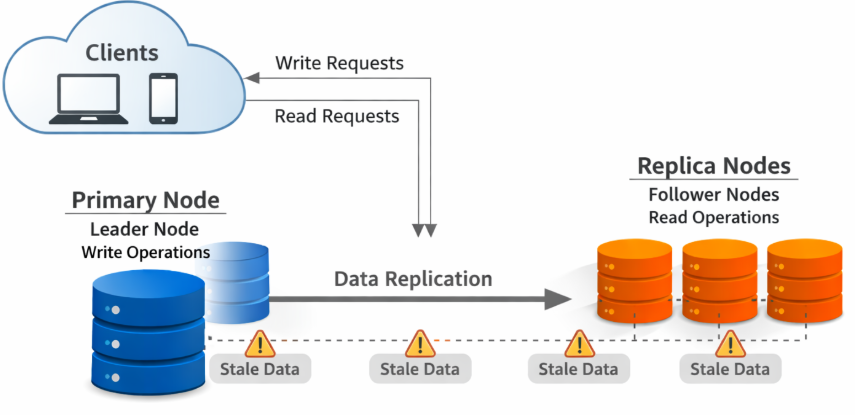 Clients
Write Requests
Read Requests
Primary Node
Leader Node
Write Operations
Replica Nodes
Follower Nodes
Read Operations
Data Replication
Stale Data
Stale Data
Stale Data
Stale Data